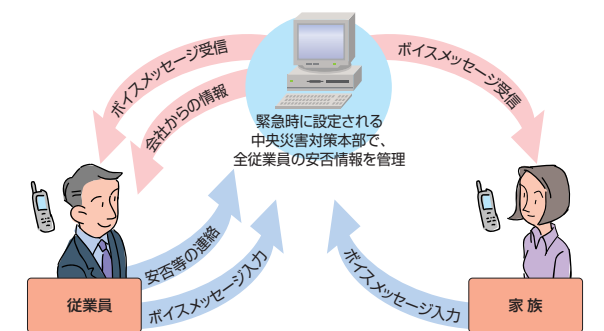 ボイスメッセージ受信
会社からの情報
ボイスメッセージ受信
緊急時に設定される
中央災害対策本部で、
全従業員の安否情報を管理
安否等の連絡
ボイスメッセージ入力
ボイスメッセージ入力
従業員
家族